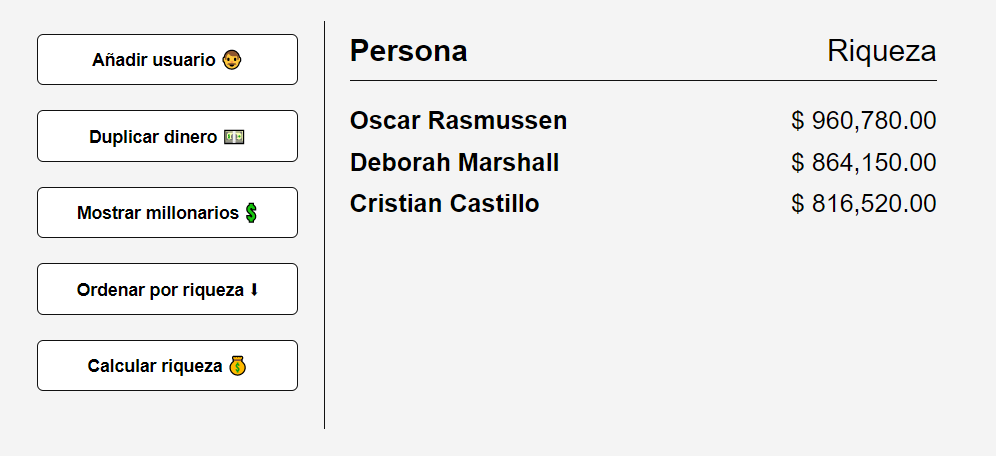 Añadir usuario 👨
Duplicar dinero 💵
Mostrar millonarios 💲
Ordenar por riqueza ⬇
Calcular riqueza 💰
Persona Riqueza
Oscar Rasmussen $ 960,780.00
Deborah Marshall $ 864,150.00
Cristian Castillo $ 816,520.00